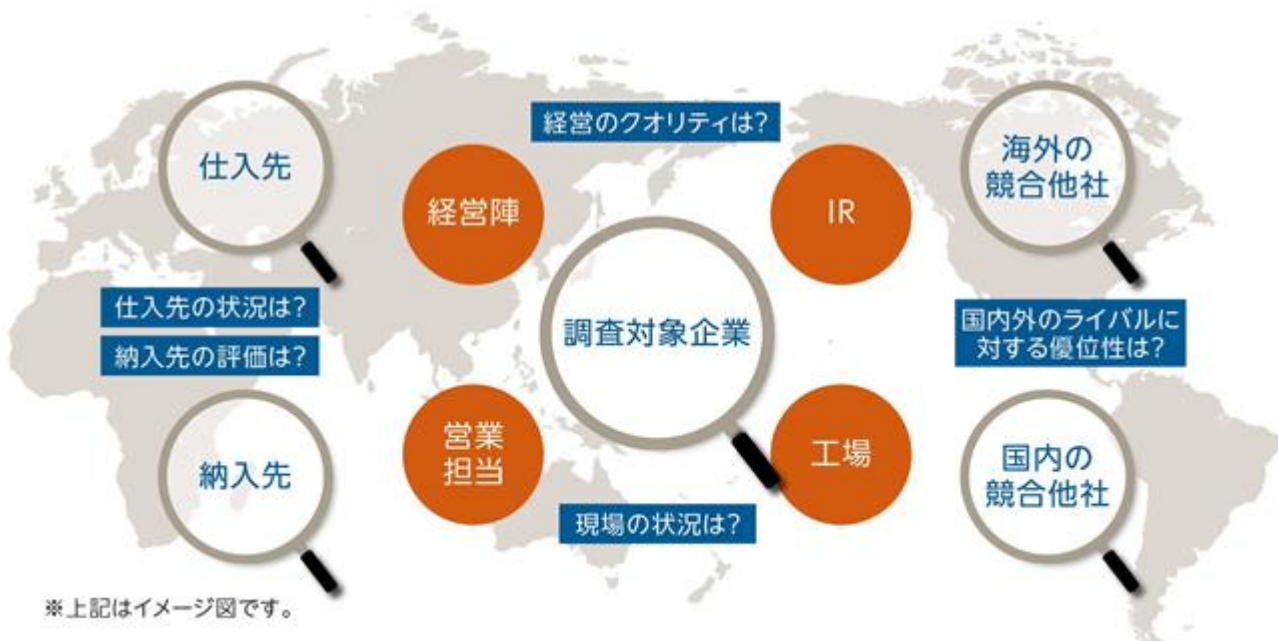 経営のクオリティは?
仕入先
経営陣
IR
海外の
競合他社
仕入先の状況は?
納入先の評価は?
調査対象企業
国内外のライバルに
対する優位性は?
納入先
営業
担当
工場
国内の
競合他社
現場の状況は?
※上記はイメージ図です。